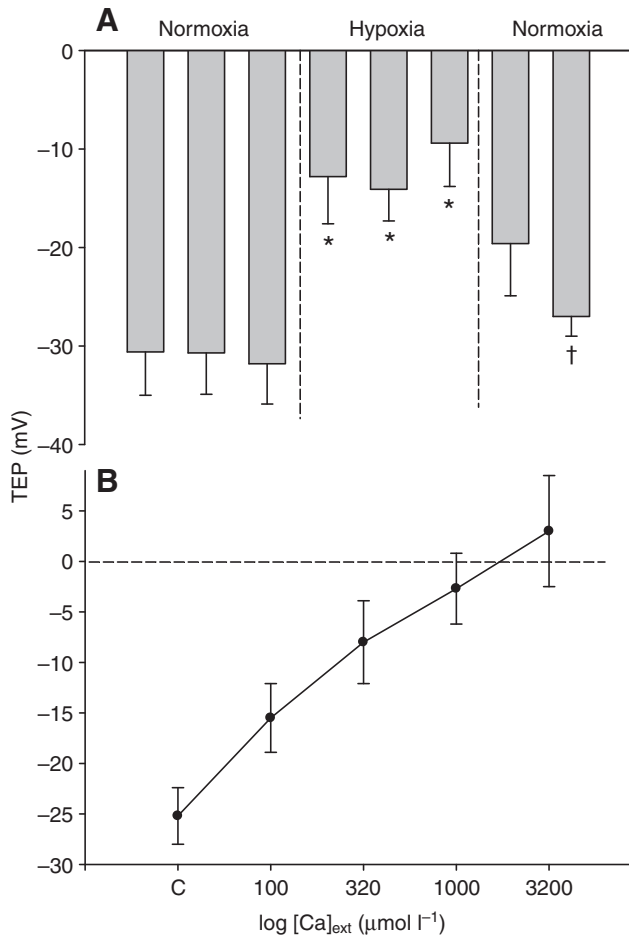 A
Normoxia Hypoxia Normoxia
0
–10
–20
–30
–40
* * *
†
TEP (mV)
B
5
0
–5
–10
–15
–20
–25
–30
C 100 320 1000 3200
log [Ca]ext (µmol l–1)